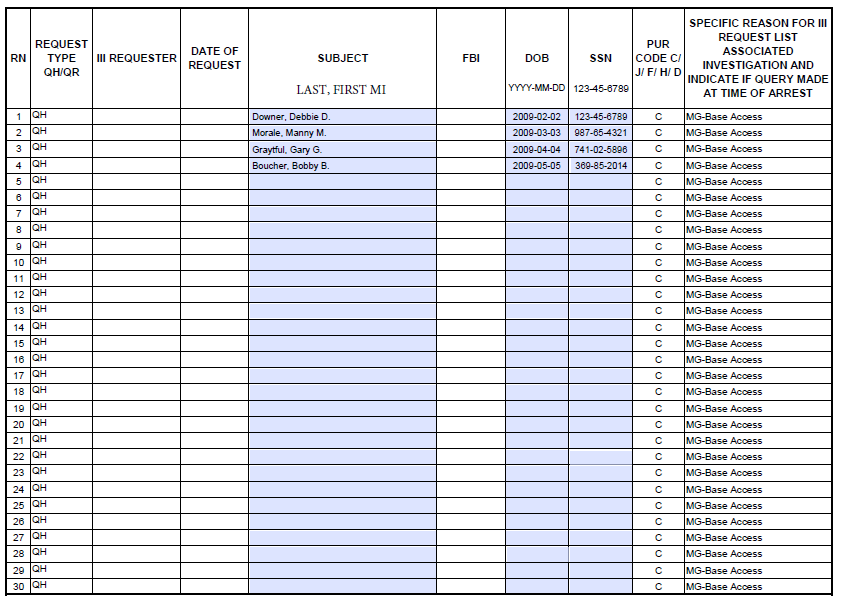 RN
REQUEST
TYPE
QH/QR
III REQUESTER
DATE OF
REQUEST
SUBJECT
LAST, FIRST MI
FBI
DOB
YYYY-MM-DD
SSN
123-45-6789
PUR
CODE C/
J/ F/ H/ D
SPECIFIC REASON FOR III
REQUEST LIST
ASSOCIATED
INVESTIGATION AND
INDICATE IF QUERY MADE
AT TIME OF ARREST
1 QH Downer, Debbie D. 2009-02-02 123-45-6789 C MG-Base Access
2 QH Morale, Manny M. 2009-03-03 987-65-4321 C MG-Base Access
3 QH Graytful, Gary G. 2009-04-04 741-02-5896 C MG-Base Access
4 QH Boucher, Bobby B. 2009-05-05 369-85-2014 C MG-Base Access
5 QH C MG-Base Access
6 QH C MG-Base Access
7 QH C MG-Base Access
8 QH C MG-Base Access
9 QH C MG-Base Access
10 QH C MG-Base Access
11 QH C MG-Base Access
12 QH C MG-Base Access
13 QH C MG-Base Access
14 QH C MG-Base Access
15 QH C MG-Base Access
16 QH C MG-Base Access
17 QH C MG-Base Access
18 QH C MG-Base Access
19 QH C MG-Base Access
20 QH C MG-Base Access
21 QH C MG-Base Access
22 QH C MG-Base Access
23 QH C MG-Base Access
24 QH C MG-Base Access
25 QH C MG-Base Access
26 QH C MG-Base Access
27 QH C MG-Base Access
28 QH C MG-Base Access
29 QH C MG-Base Access
30 QH C MG-Base Access